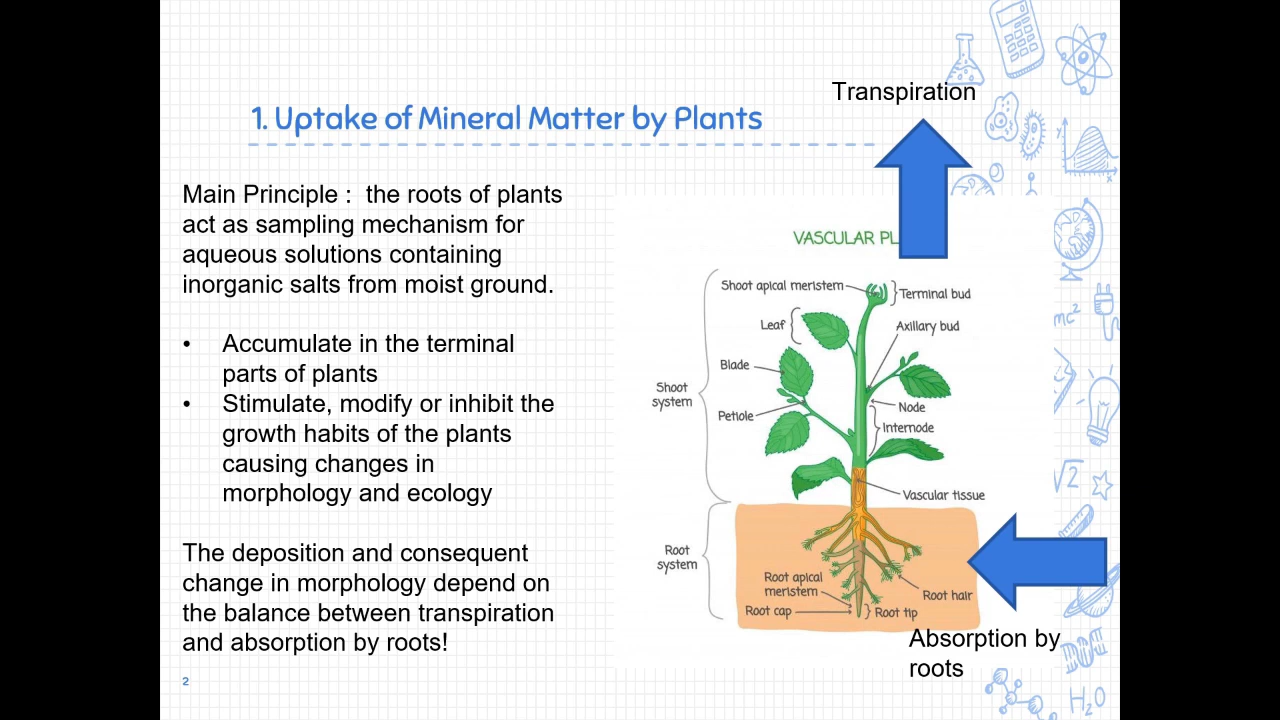 Transpiration
1. Uptake of Mineral Matter by Plants
Main Principle :  the roots of plants
act as sampling mechanism for
aqueous solutions containing
inorganic salts from moist ground.
• Accumulate in the terminal
parts of plants
• Stimulate, modify or inhibit the
growth habits of the plants
causing changes in
morphology and ecology
The deposition and consequent
change in morphology depend on
the balance between transpiration
and absorption by roots!
2
VASCULAR PL
Shoot apical meristem
Terminal bud
Leaf
Axillary bud
Blade
Shoot
system
Petiole
Node
Internode
Vascular tissue
Root
system
Root apical
meristem
Root hair
Root cap
Root tip
Absorption by
roots
mc²
√2
H₂O
x